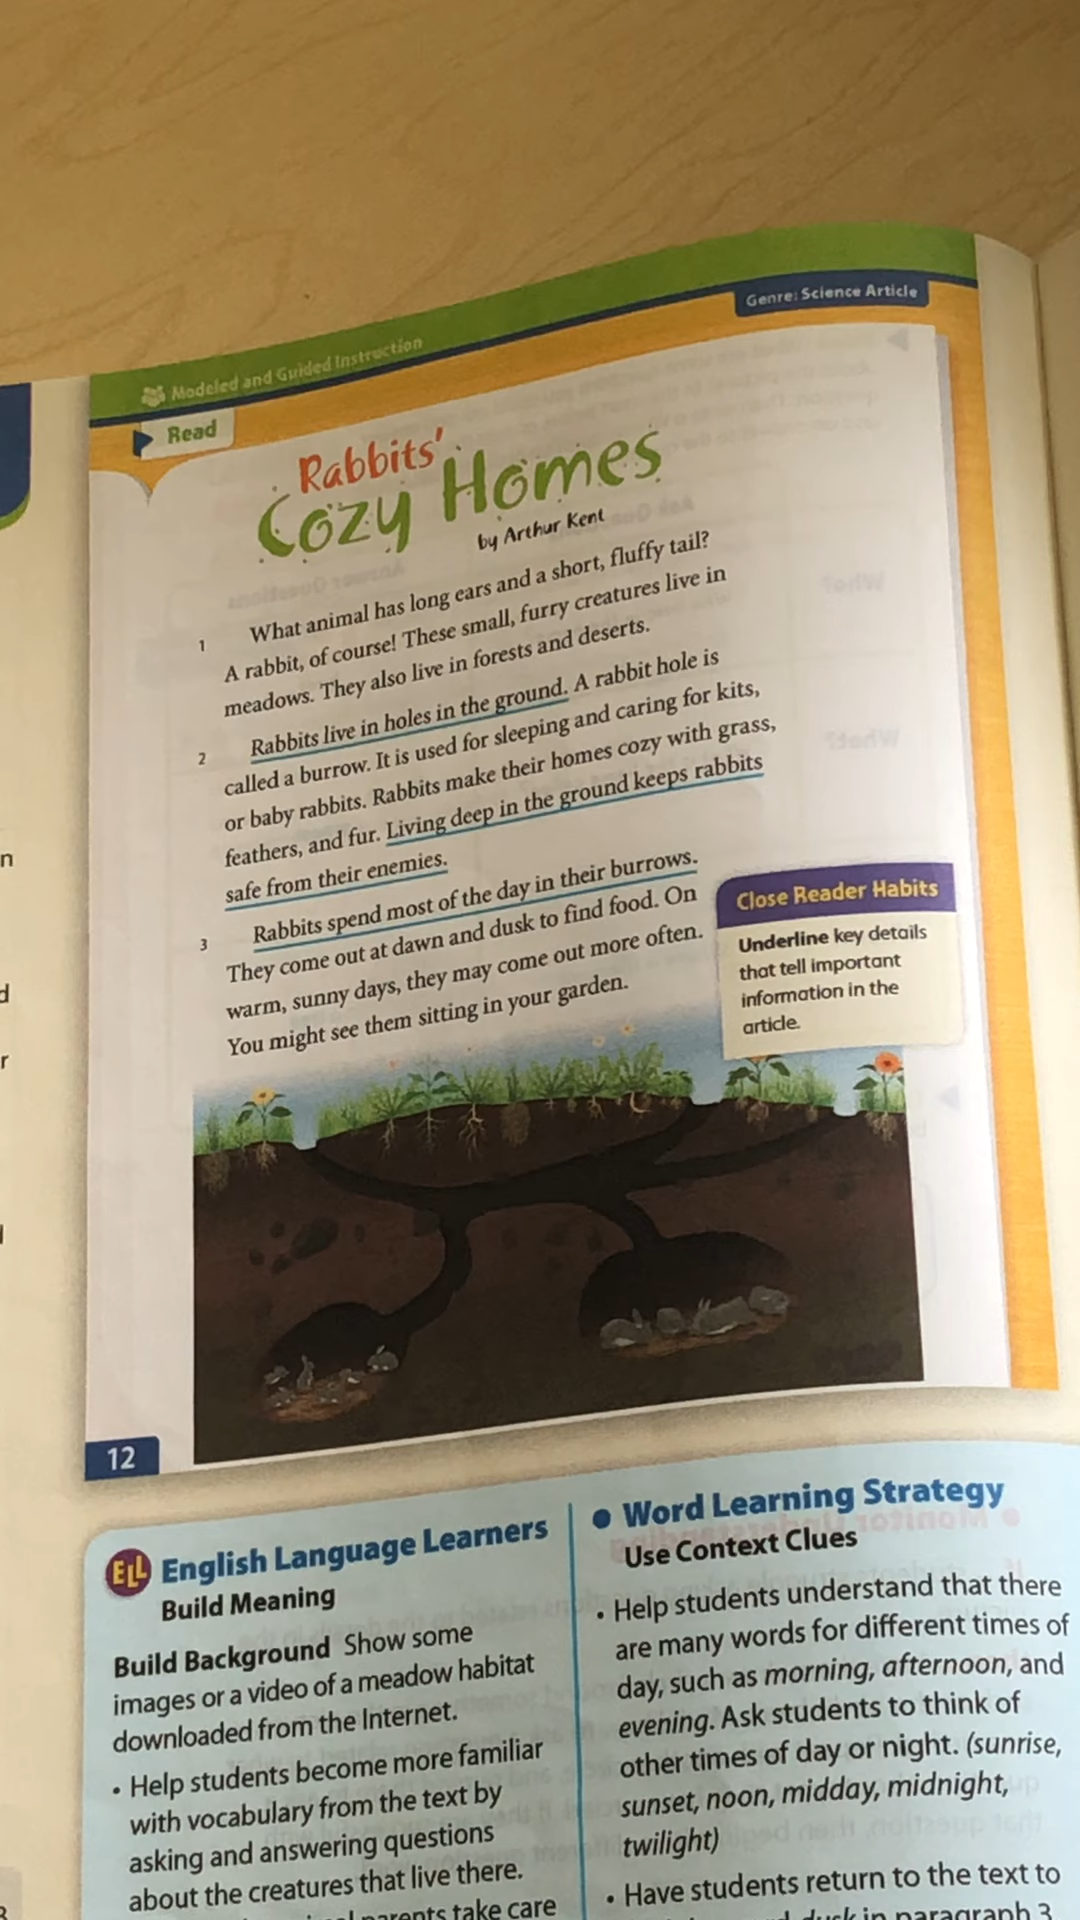 Genre: Science Article
Modeled and Guided Instruction
Read
Rabbits'
Cozy Homes
by Arthur Kent
1 What animal has long ears and a short, fluffy tail?
A rabbit, of course! These small, furry creatures live in
meadows. They also live in forests and deserts.
2 Rabbits live in holes in the ground. A rabbit hole is
called a burrow. It is used for sleeping and caring for kits,
or baby rabbits. Rabbits make their homes cozy with grass,
feathers, and fur. Living deep in the ground keeps rabbits
safe from their enemies.
3 Rabbits spend most of the day in their burrows.
They come out at dawn and dusk to find food. On
warm, sunny days, they may come out more often.
You might see them sitting in your garden.
Close Reader Habits
Underline key details
that tell important
information in the
article.
12
ELL English Language Learners
Build Meaning
Build Background Show some
images or a video of a meadow habitat
downloaded from the Internet.
• Help students become more familiar
with vocabulary from the text by
asking and answering questions
about the creatures that live there.
parents take care
• Word Learning Strategy
Use Context Clues
• Help students understand that there
are many words for different times of
day, such as morning, afternoon, and
evening. Ask students to think of
other times of day or night. (sunrise,
sunset, noon, midday, midnight,
twilight)
• Have students return to the text to
dusk in paragraph 3